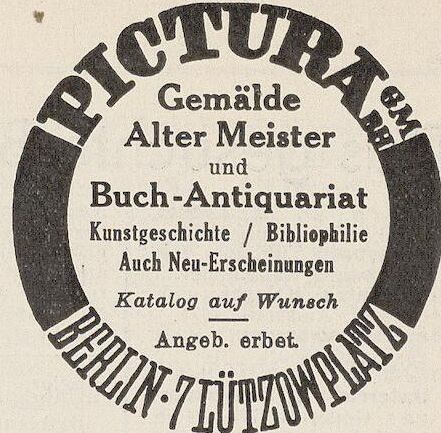 PICTURA GMBH
Gemälde
Alter Meister
und
Buch-Antiquariat
Kunstgeschichte / Bibliophilie
Auch Neu-Erscheinungen
Katalog auf Wunsch
Angeb. erbet.
BERLIN·7 LÜTZOWPLATZ